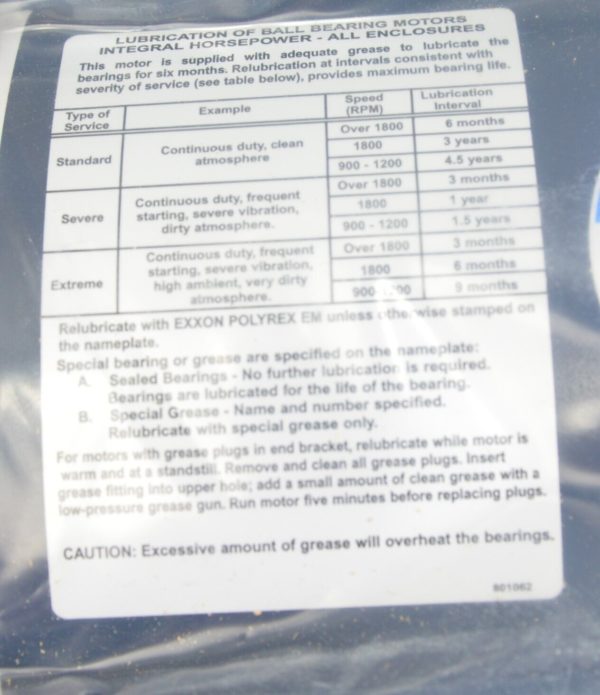 LUBRICATION OF BALL BEARING MOTORS
INTEGRAL HORSEPOWER - ALL ENCLOSURES
This motor is supplied with adequate grease to lubricate the
bearings for six months. Relubrication at intervals consistent with
severity of service (see table below), provides maximum bearing life.
Type of Service Example Speed (RPM) Lubrication Interval
Standard Continuous duty, clean atmosphere Over 1800 6 months
1800 3 years
900 - 1200 4.5 years
Severe Continuous duty, frequent starting, severe vibration, dirty atmosphere. Over 1800 3 months
1800 1 year
900 - 1200 1.5 years
Extreme Continuous duty, frequent starting, severe vibration, high ambient, very dirty atmosphere. Over 1800 3 months
1800 6 months
900 - 1200 9 months
Relubricate with EXXON POLYREX EM unless otherwise stamped on
the nameplate.
Special bearing or grease are specified on the nameplate:
A. Sealed Bearings - No further lubrication is required.
Bearings are lubricated for the life of the bearing.
B. Special Grease - Name and number specified.
Relubricate with special grease only.
For motors with grease plugs in end bracket, relubricate while motor is
warm and at a standstill. Remove and clean all grease plugs. Insert
grease fitting into upper hole; add a small amount of clean grease with a
low-pressure grease gun. Run motor five minutes before replacing plugs.
CAUTION: Excessive amount of grease will overheat the bearings.
801062